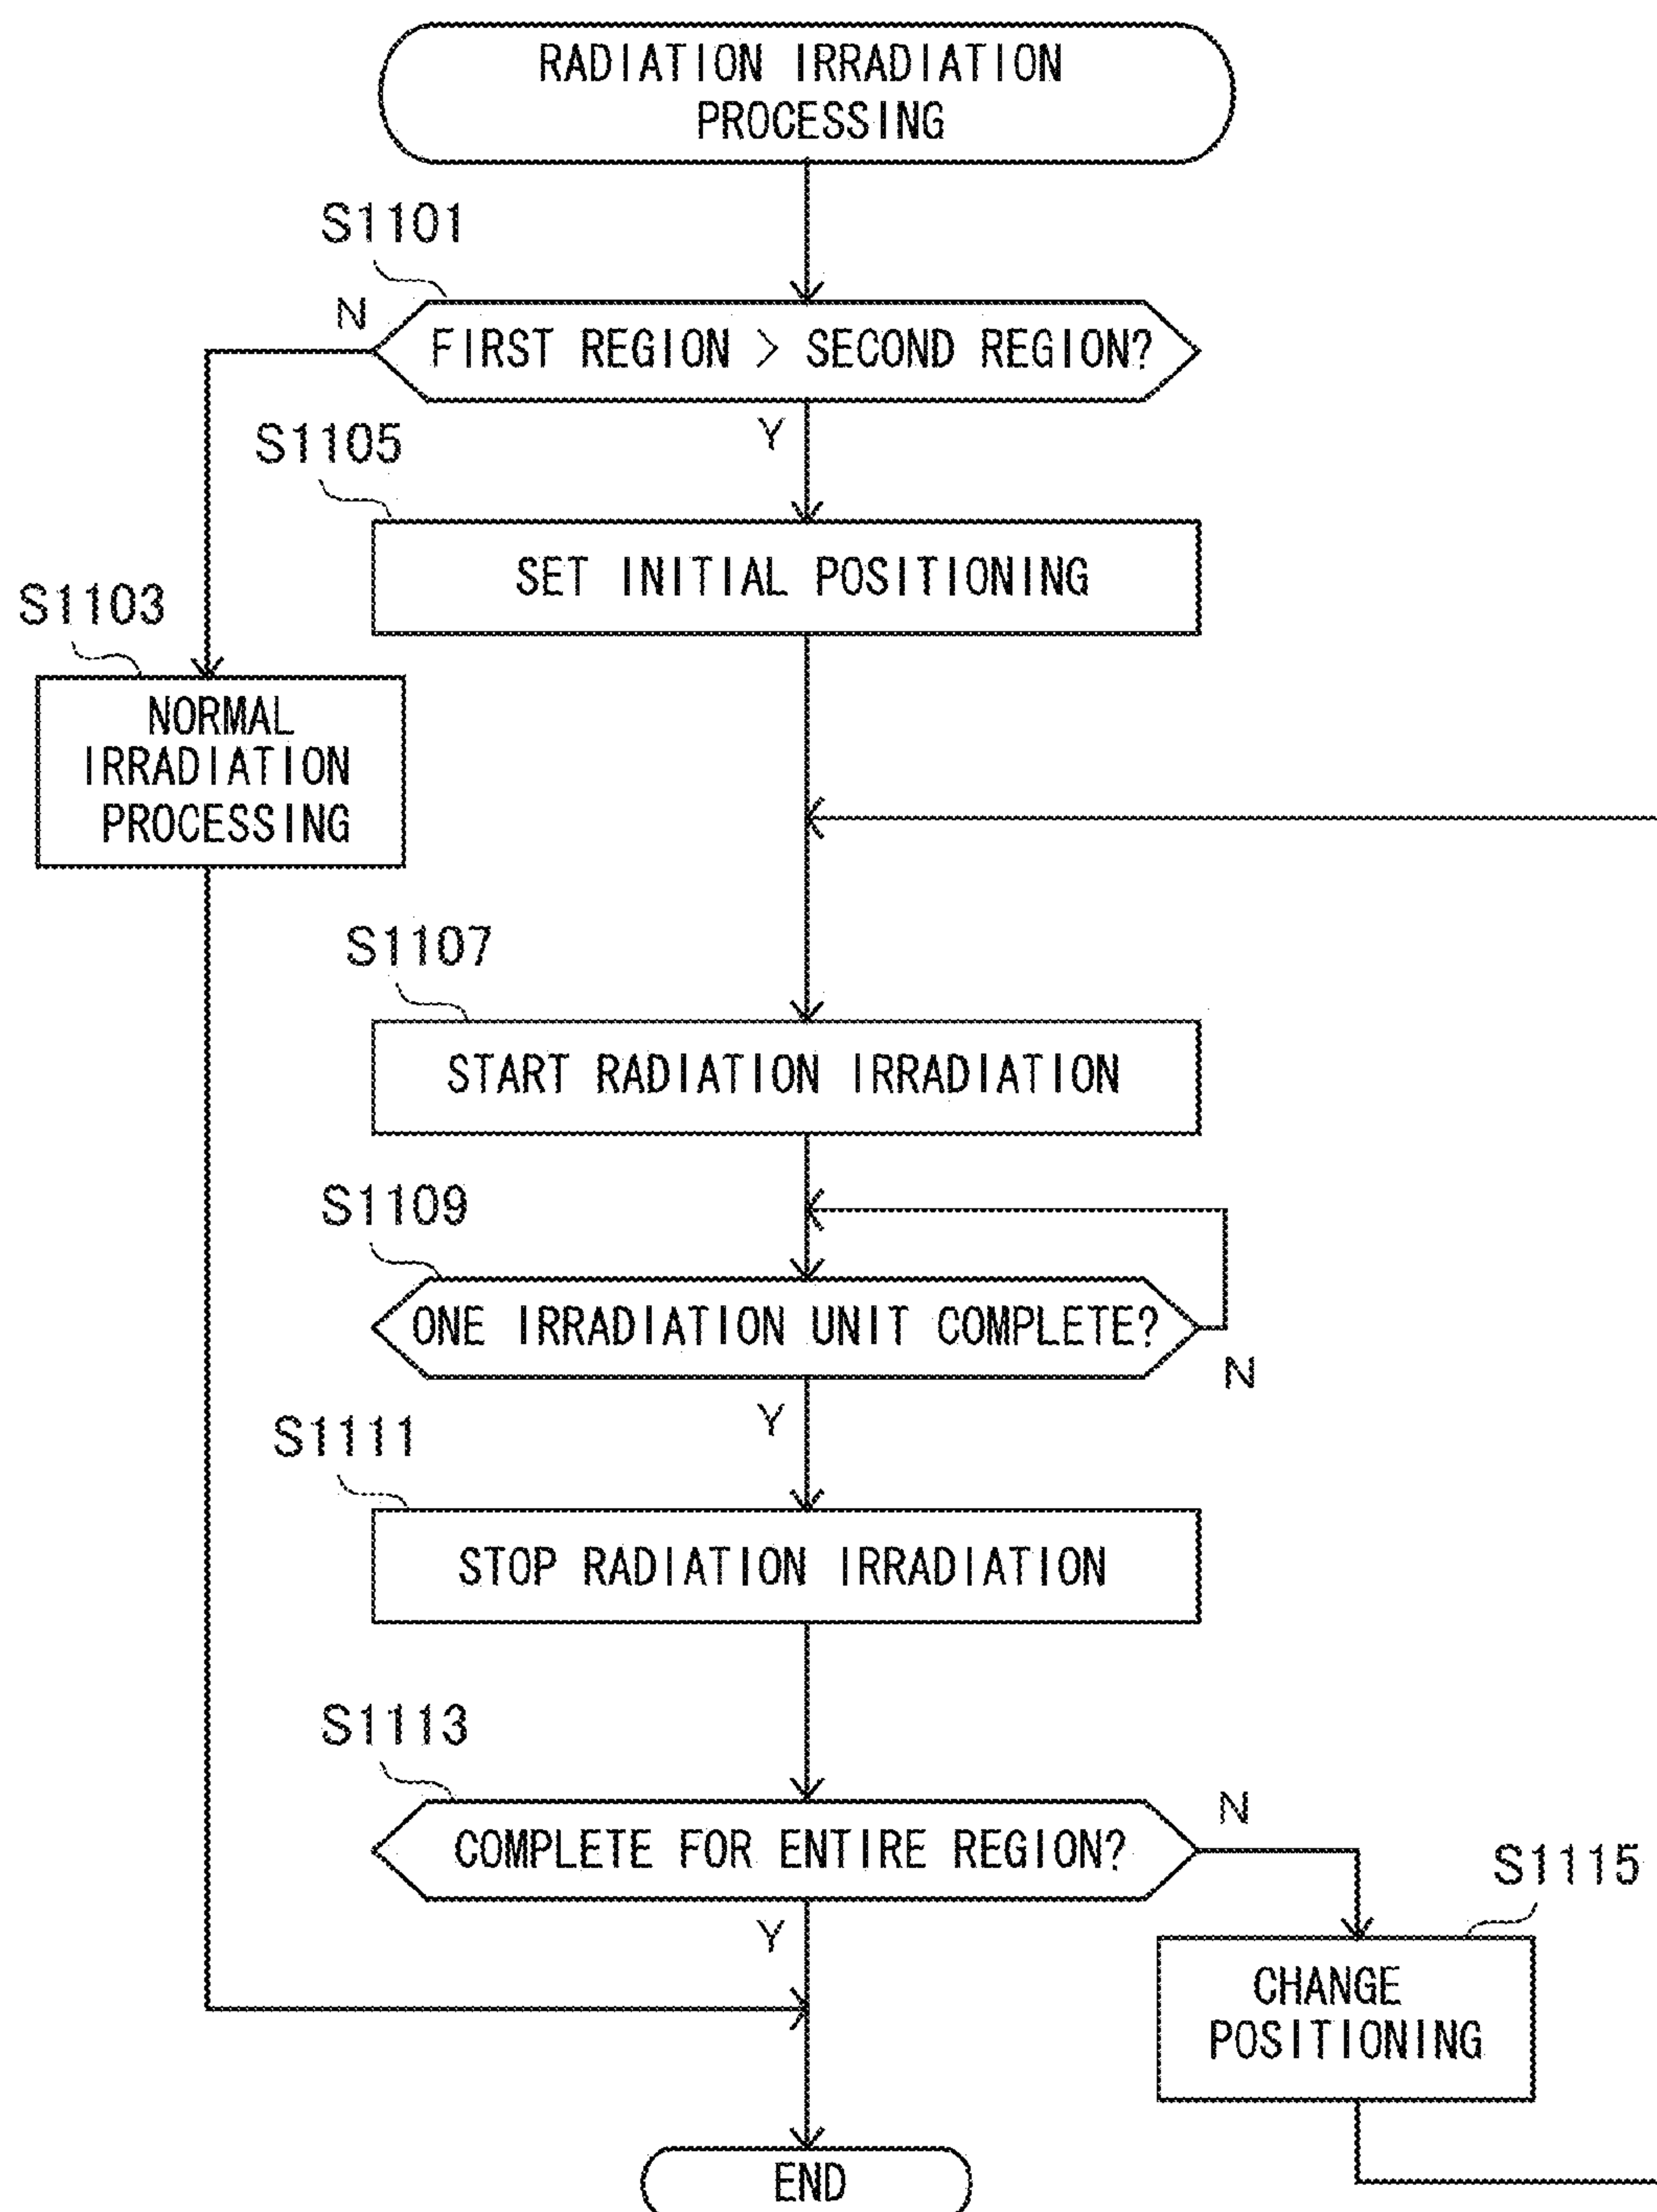 RADIATION IRRADIATION
PROCESSING
S1101
N
FIRST REGION > SECOND REGION?
Y
S1105
SET INITIAL POSITIONING
S1103
NORMAL
IRRADIATION
PROCESSING
S1107
START RADIATION IRRADIATION
S1109
ONE IRRADIATION UNIT COMPLETE?
N
Y
S1111
STOP RADIATION IRRADIATION
S1113
N
COMPLETE FOR ENTIRE REGION?
S1115
Y
CHANGE
POSITIONING
END